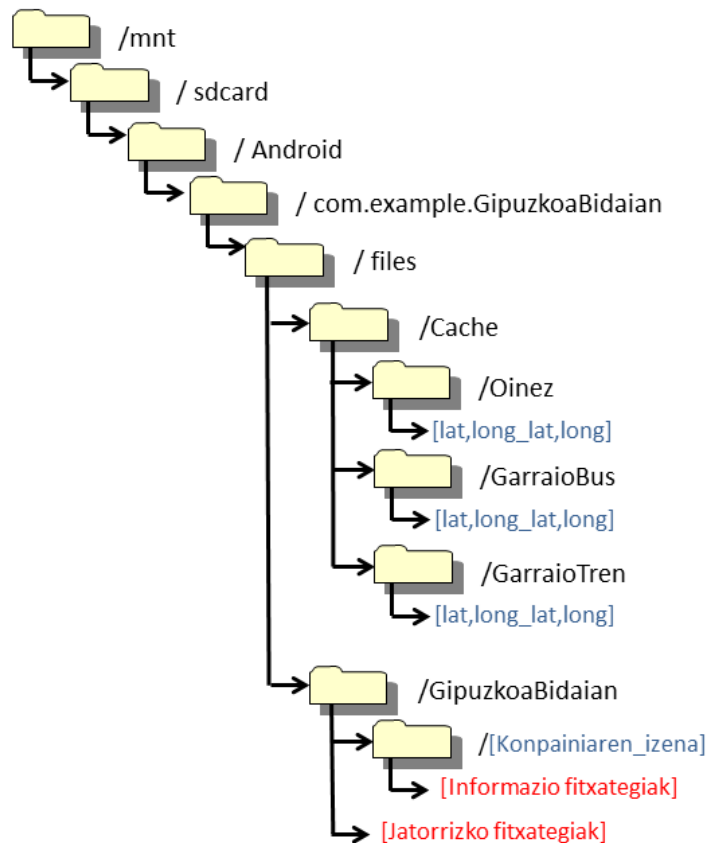 /mnt
/ sdcard
/ Android
/ com.example.GipuzkoaBidaian
/ files
/Cache
/Oinez
[lat,long_lat,long]
/GarraioBus
[lat,long_lat,long]
/GarraioTren
[lat,long_lat,long]
/GipuzkoaBidaian
/[Konpainiaren_izena]
[Informazio fitxategiak]
[Jatorrizko fitxategiak]